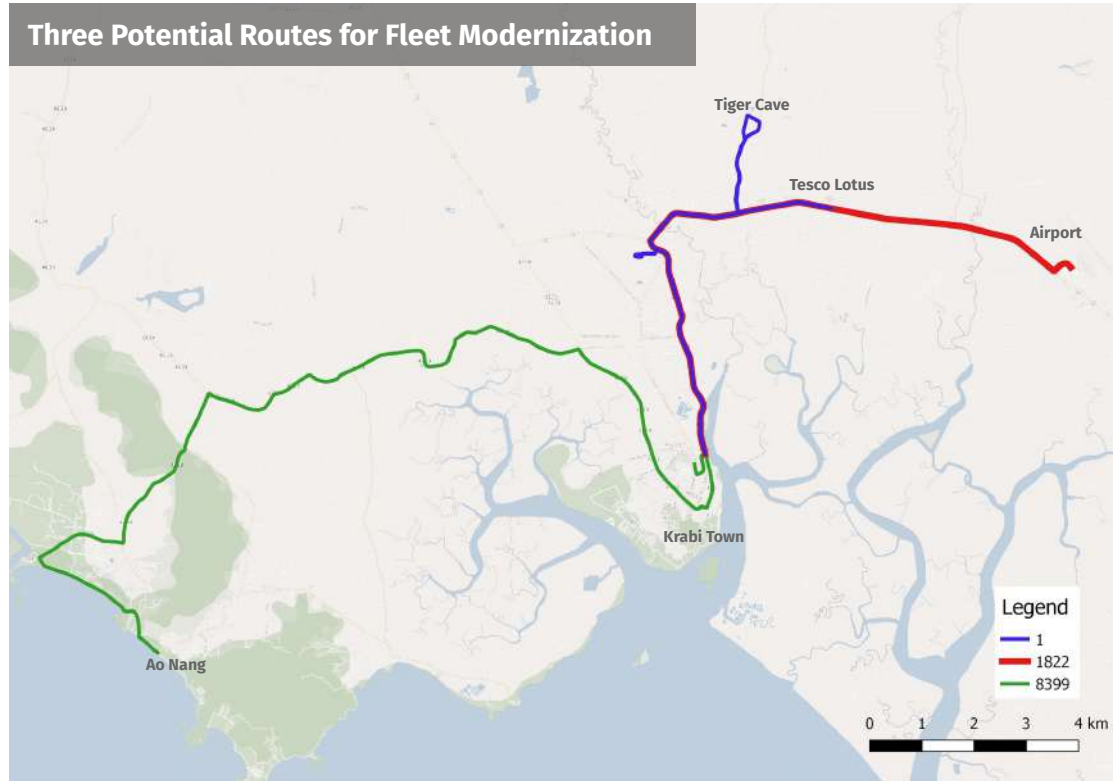 Three Potential Routes for Fleet Modernization
Tiger Cave
Tesco Lotus
Airport
Krabi Town
Ao Nang
Legend
1
1822
8399
0 1 2 3 4 km